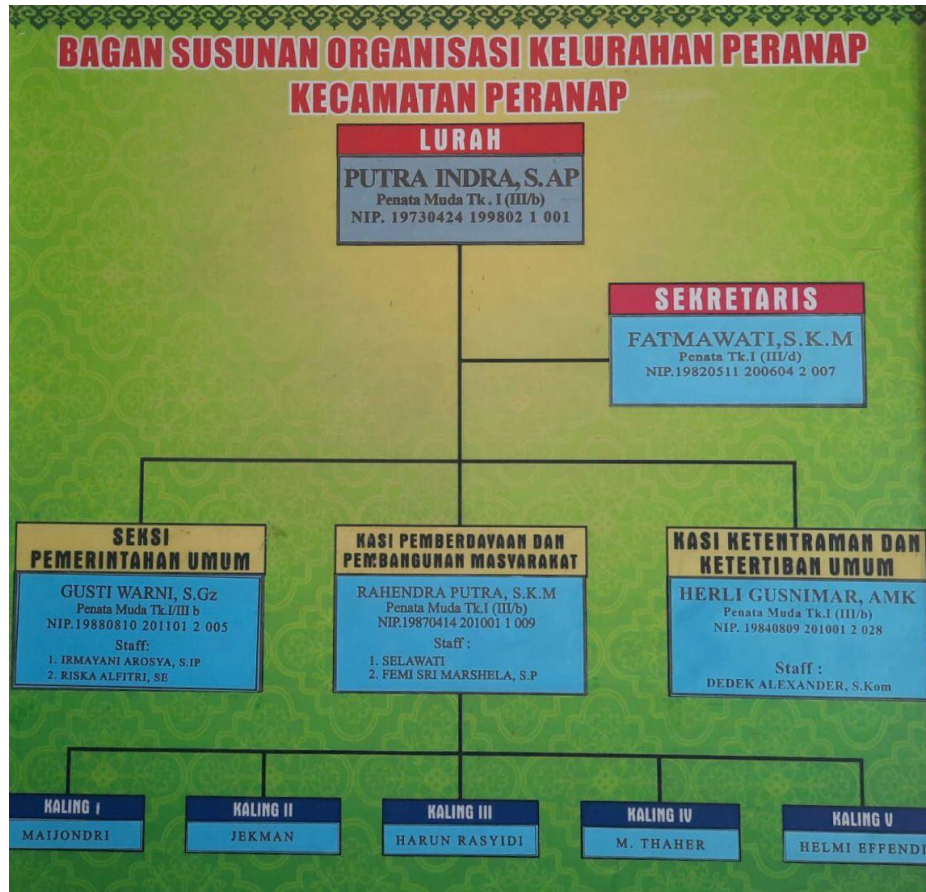 BAGAN SUSUNAN ORGANISASI KELURAHAN PERANAP
KECAMATAN PERANAP
LURAH
PUTRA INDRA, S.AP
Penata Muda Tk. I (III/b)
NIP. 19730424 199802 1 001
SEKRETARIS
FATMAWATI,S.K.M
Penata Tk.I (III/d)
NIP.19820511 200604 2 007
SEKSI
PEMERINTAHAN UMUM
GUSTI WARNI, S.Gz
Penata Muda Tk.I/III b
NIP.19880810 201101 2 005
Staff:
1. IRMAYANI AROSYA, S.IP
2. RISKA ALFITRI, SE
KASI PEMBERDAYAAN DAN
PEMBANGUNAN MASYARAKAT
RAHENDRA PUTRA, S.K.M
Penata Muda Tk.I (III/b)
NIP.19870414 201001 1 009
Staff :
1. SELAWATI
2. FEMI SRI MARSHELA, S.P
KASI KETENTRAMAN DAN
KETERTIBAN UMUM
HERLI GUSNIMAR, AMK
Penata Muda Tk.I (III/b)
NIP. 19840809 201001 2 028
Staff :
DEDEK ALEXANDER, S.Kom
KALING I
MAIJONDRI
KALING II
JEKMAN
KALING III
HARUN RASYIDI
KALING IV
M. THAHER
KALING V
HELMI EFFENDI